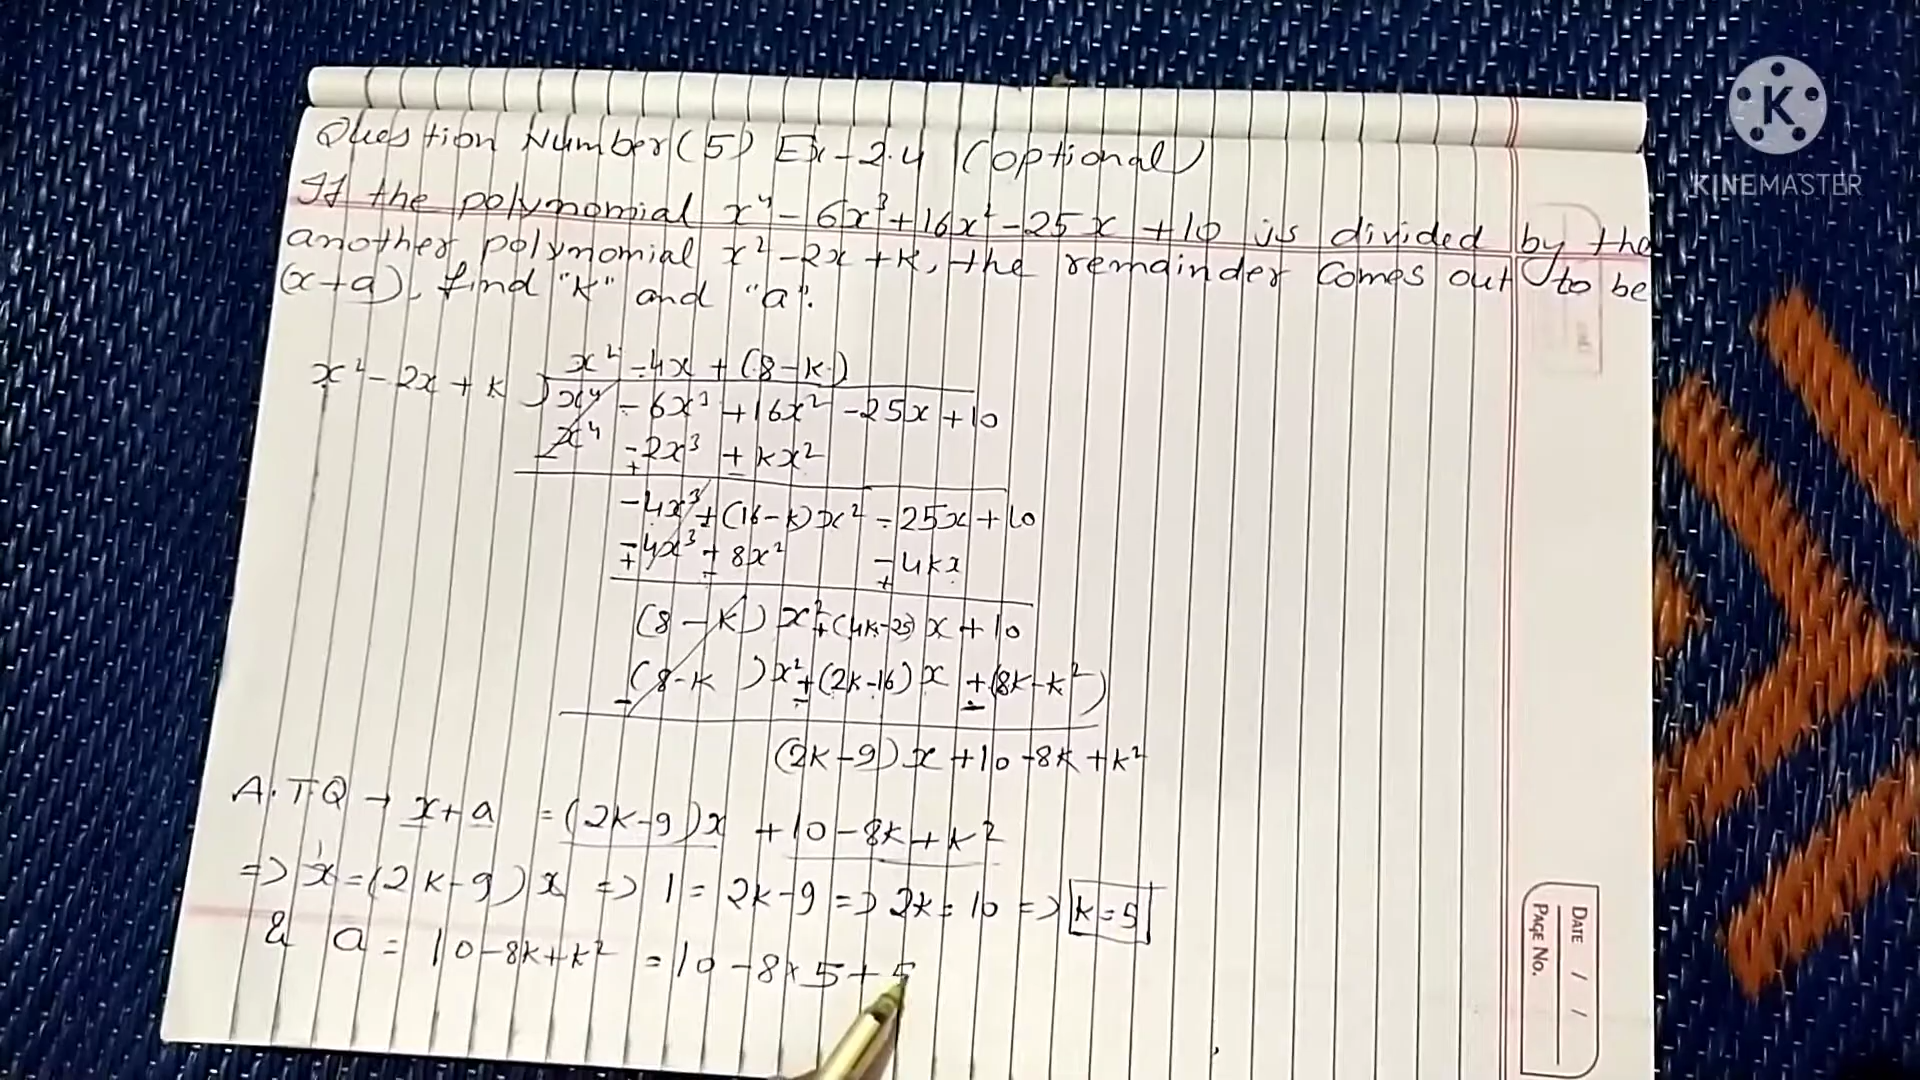 Question Number (5) Ex-2.4 (optional)
If the polynomial x⁴ - 6x³ + 16x² - 25x + 10 is divided by the
another polynomial x² - 2x + k, the remainder comes out to be
(x+a), find "k" and "a".
x² - 4x + (8-k)
x² - 2x + k ) x⁴ - 6x³ + 16x² - 25x + 10
x⁴ - 2x³ + kx²
- 4x³ + (16-k)x² - 25x + 10
- 4x³ + 8x² - 4kx
(8-k)x² + (4k-25)x + 10
(8-k)x² + (2k-16)x + (8k-k²)
(2k-9)x + 10 - 8k + k²
A.T.Q → x+a = (2k-9)x + 10 - 8k + k²
=> x = (2k-9)x => 1 = 2k-9 => 2k = 10 => k=5
& a = 10 - 8k + k² = 10 - 8×5 + 5
K
KINEMASTER
DATE / /
PAGE NO.